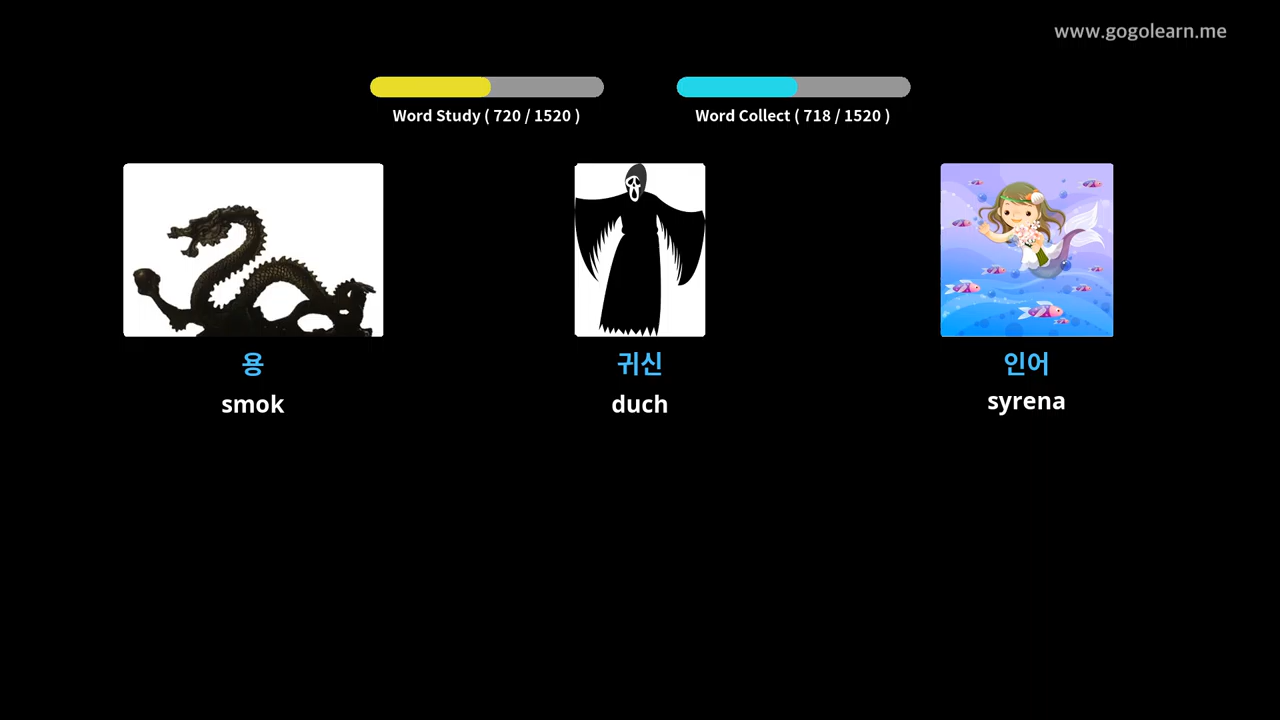 www.gogolearn.me
Word Study ( 720 / 1520 )
Word Collect ( 718 / 1520 )
용
smok
귀신
duch
인어
syrena